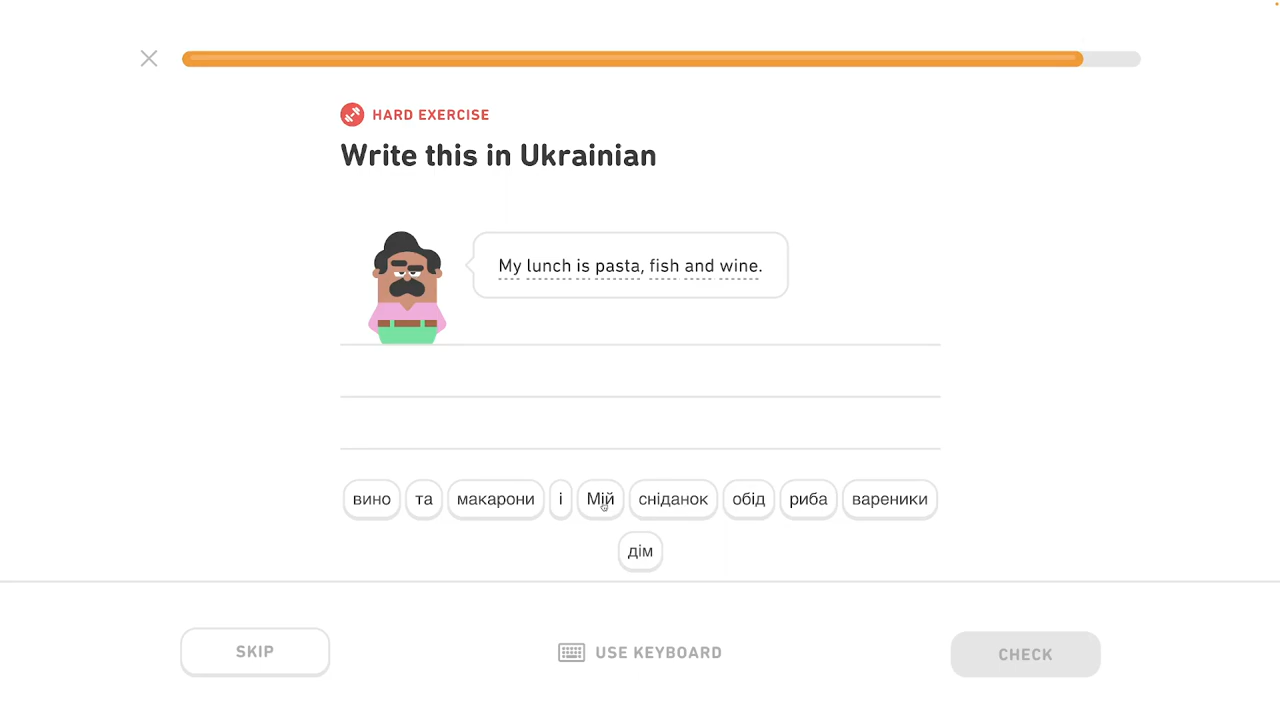 HARD EXERCISE
Write this in Ukrainian
My lunch is pasta, fish and wine.
вино та макарони і Мій сніданок обід риба вареники
дім
SKIP USE KEYBOARD CHECK